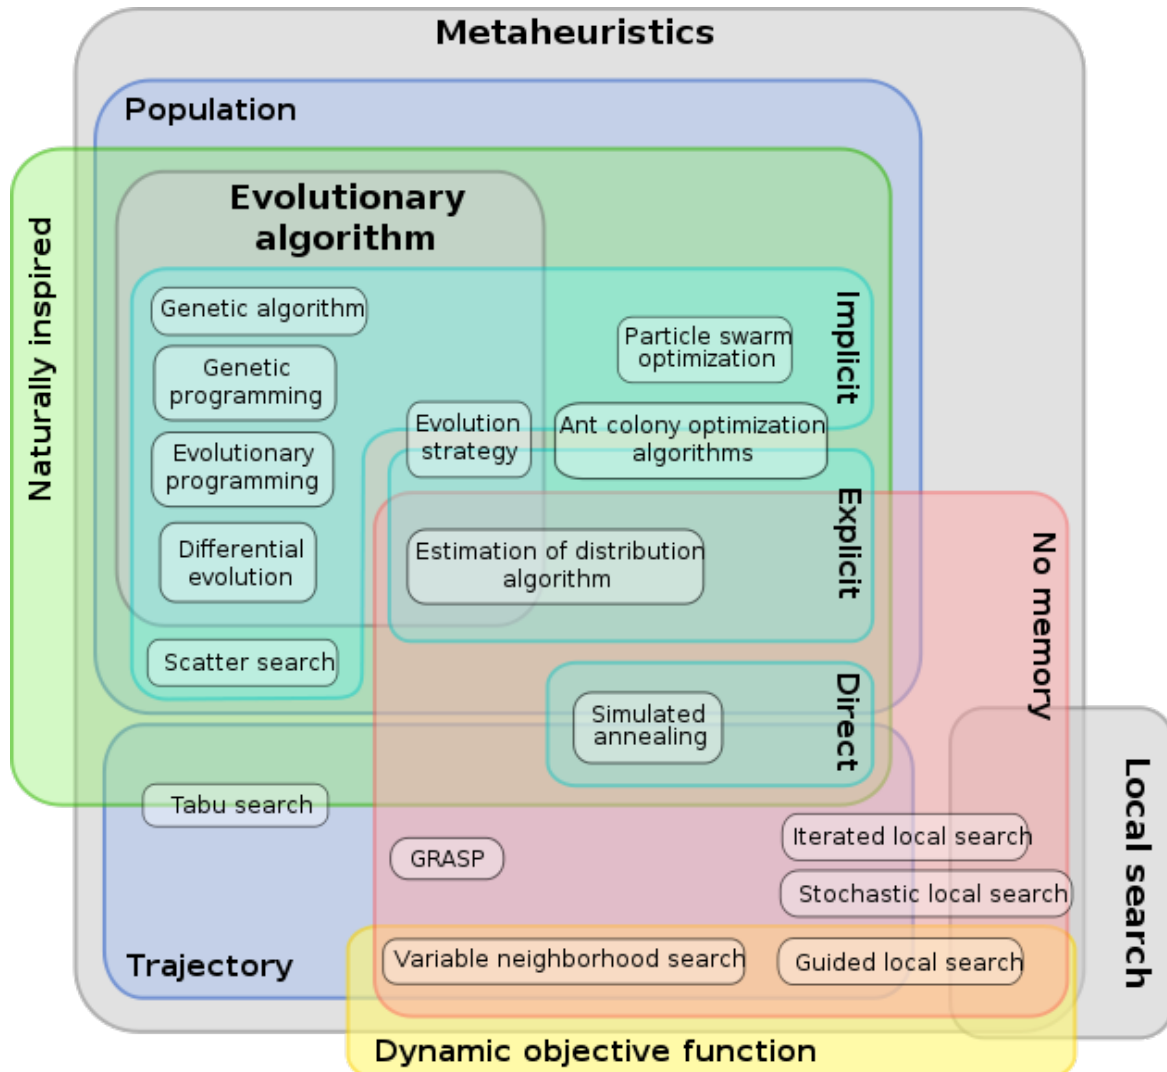 Metaheuristics
Population
Naturally inspired
Evolutionary
algorithm
Implicit
Genetic algorithm
Particle swarm
optimization
Genetic
programming
Evolution
strategy
Ant colony optimization
algorithms
Evolutionary
programming
Explicit
Differential
evolution
Estimation of distribution
algorithm
No memory
Scatter search
Direct
Simulated
annealing
Local search
Tabu search
GRASP
Iterated local search
Stochastic local search
Trajectory
Variable neighborhood search
Guided local search
Dynamic objective function